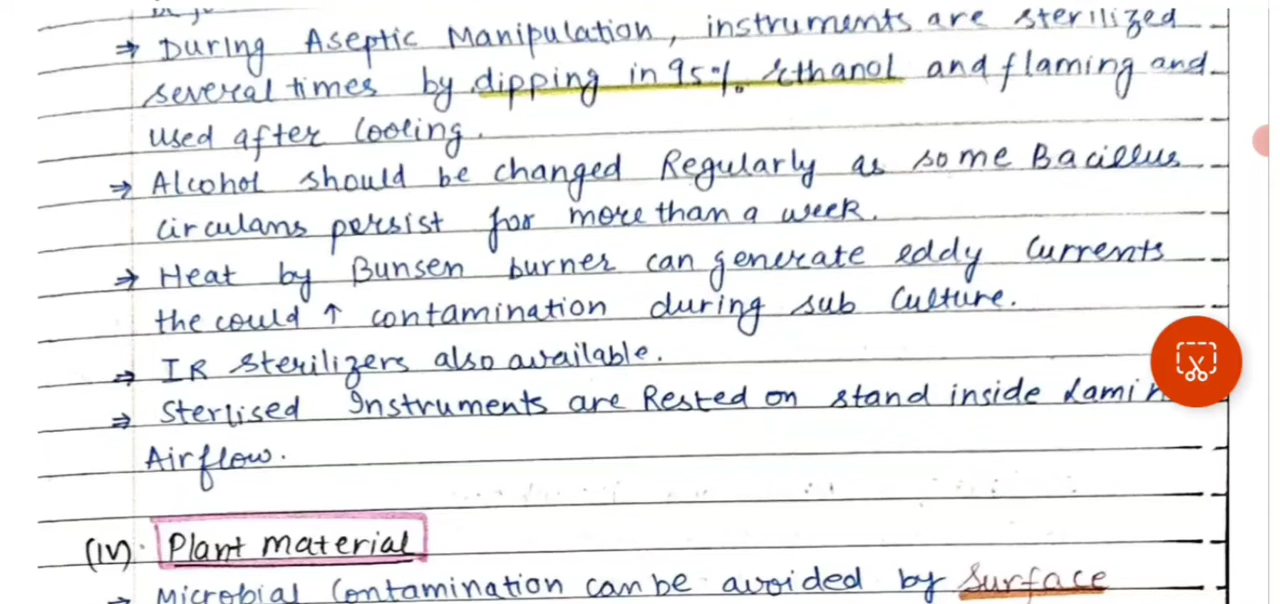 ⇒ During Aseptic Manipulation, instruments are sterilized
several times by dipping in 95%. Ethanol and flaming and
used after Cooling.
⇒ Alcohol should be changed Regularly as some Bacillus
circulans persist for more than a week.
⇒ Heat by Bunsen burner can generate eddy Currents
the could ↑ contamination during sub Culture.
⇒ IR Sterilizers also available.
⇒ Sterlised Instruments are Rested on stand inside
Airflow.
(IV). Plant material
→ Microbial Contamination can be avoided by Surface